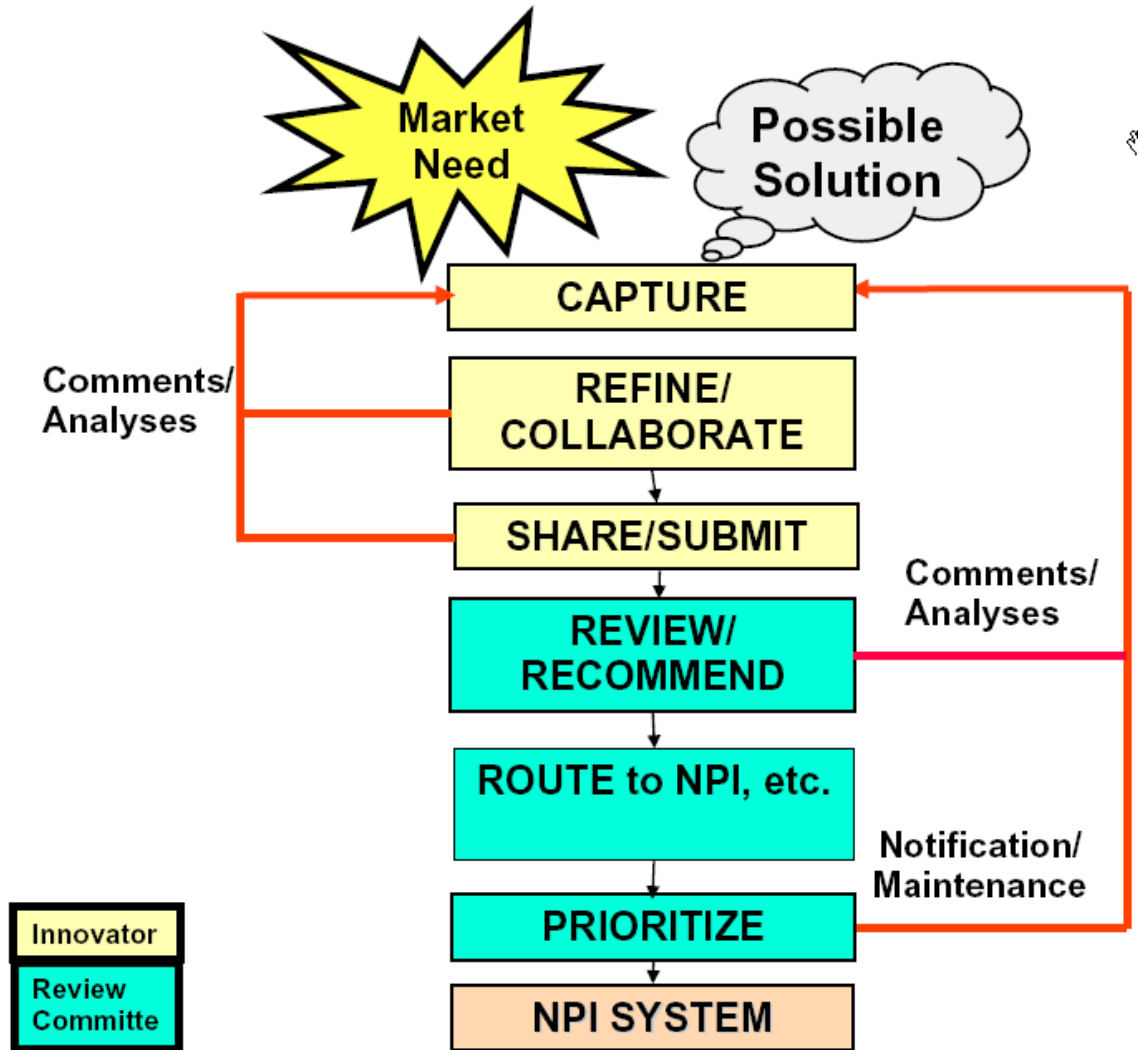 Market
Need
Possible
Solution
CAPTURE
Comments/
Analyses
REFINE/
COLLABORATE
SHARE/SUBMIT
Comments/
Analyses
REVIEW/
RECOMMEND
ROUTE to NPI, etc.
Notification/
Maintenance
PRIORITIZE
Innovator
Review
Committe
NPI SYSTEM